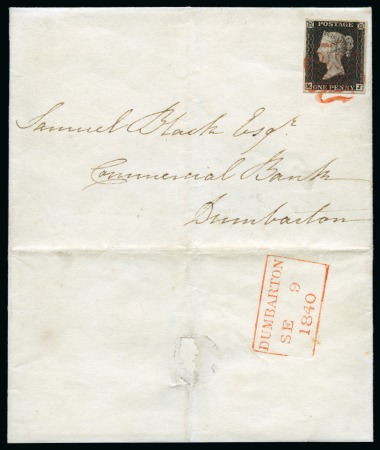 POSTAGE
ONE PENNY
Samuel Black Esqr.
Commercial Bank
Dumbarton
DUMBARTON
SE 9
1840